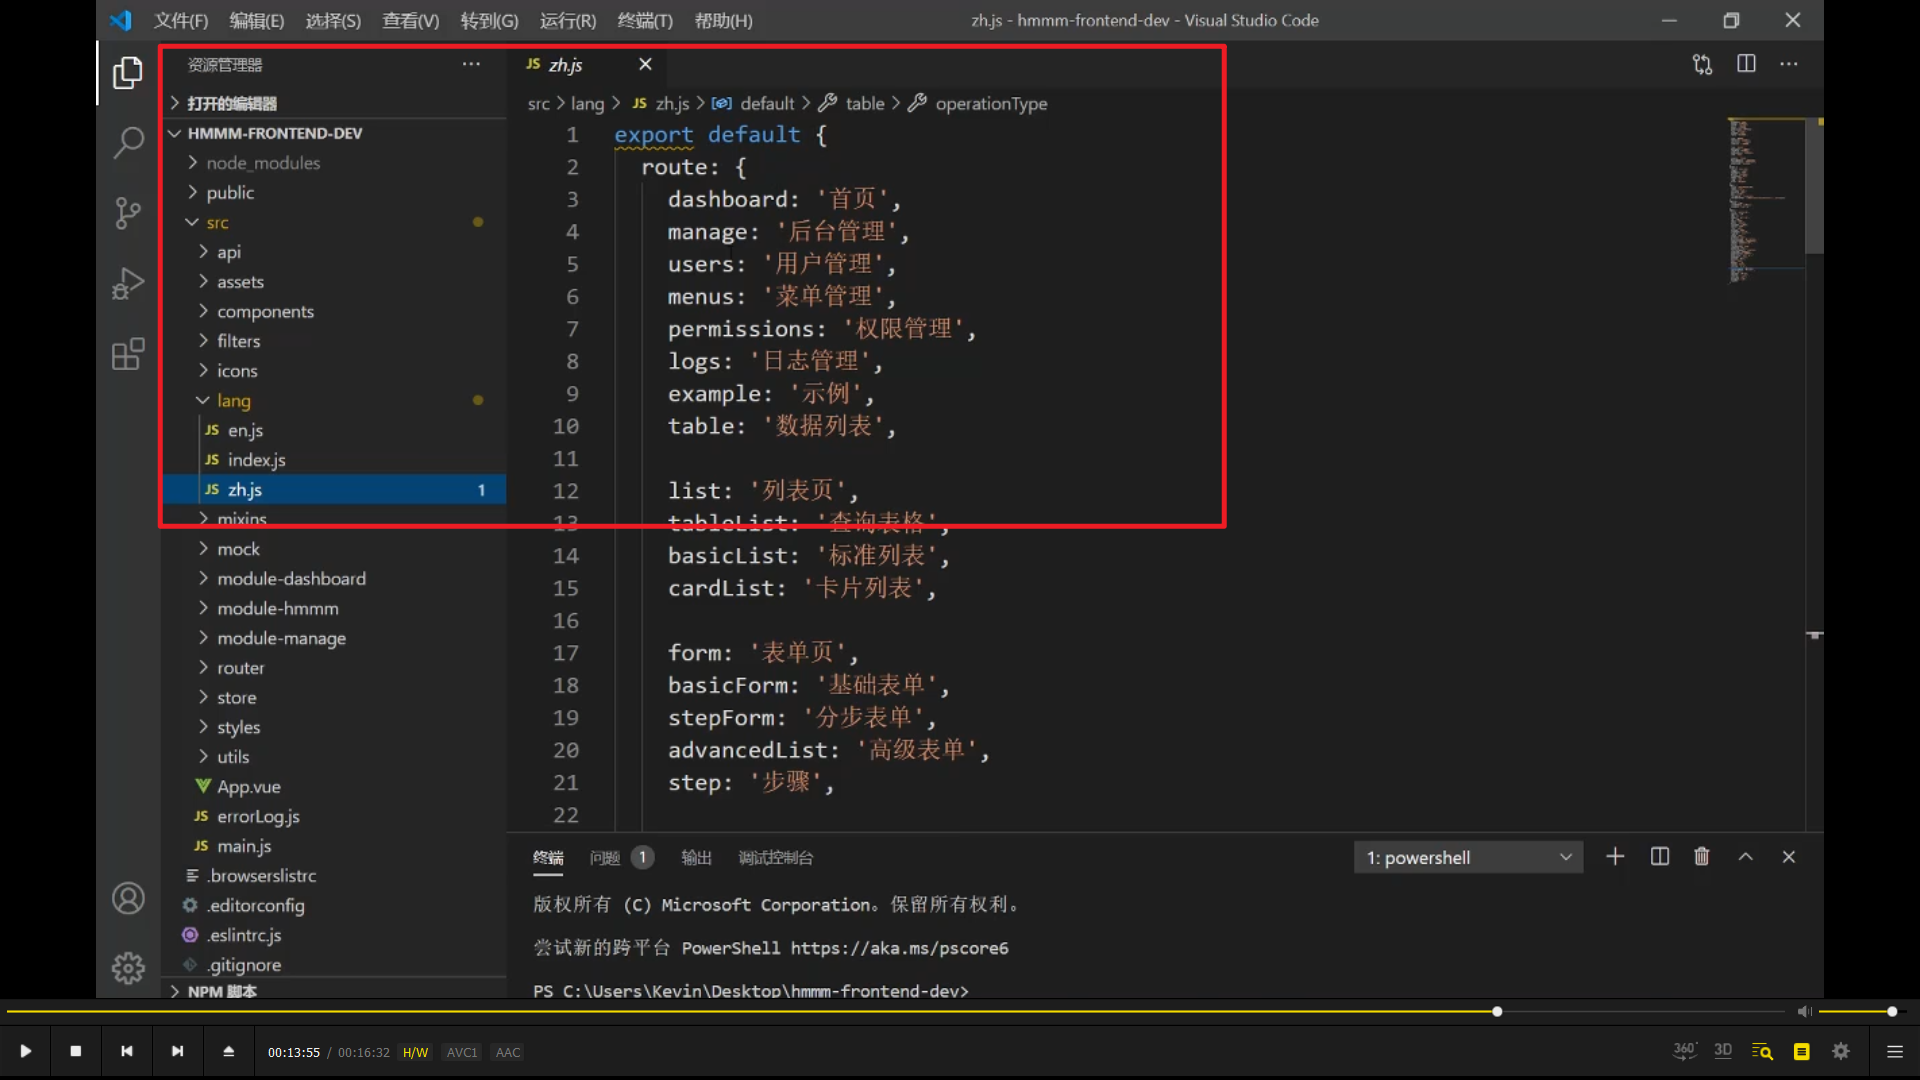 文件(F) 编辑(E) 选择(S) 查看(V) 转到(G) 运行(R) 终端(T) 帮助(H) zh.js - hmmm-frontend-dev - Visual Studio Code
资源管理器 ···
打开的编辑器
HMMM-FRONTEND-DEV
node_modules
public
src
api
assets
components
filters
icons
lang
JS en.js
JS index.js
JS zh.js 1
mixins
mock
module-dashboard
module-hmmm
module-manage
router
store
styles
utils
App.vue
JS errorLog.js
JS main.js
.browserslistrc
.editorconfig
.eslintrc.js
.gitignore
NPM 脚本
JS zh.js
src > lang > JS zh.js > default > table > operationType
1 export default {
2 route: {
3 dashboard: '首页',
4 manage: '后台管理',
5 users: '用户管理',
6 menus: '菜单管理',
7 permissions: '权限管理',
8 logs: '日志管理',
9 example: '示例',
10 table: '数据列表',
11
12 list: '列表页',
13 tableList: '查询表格',
14 basicList: '标准列表',
15 cardList: '卡片列表',
16
17 form: '表单页',
18 basicForm: '基础表单',
19 stepForm: '分步表单',
20 advancedList: '高级表单',
21 step: '步骤',
22
终端 问题 1 输出 调试控制台 1: powershell
版权所有 (C) Microsoft Corporation。保留所有权利。
尝试新的跨平台 PowerShell https://aka.ms/pscore6
PS C:\Users\Kevin\Desktop\hmmm-frontend-dev>
00:13:55 / 00:16:32 H/W AVC1 AAC 360° 3D